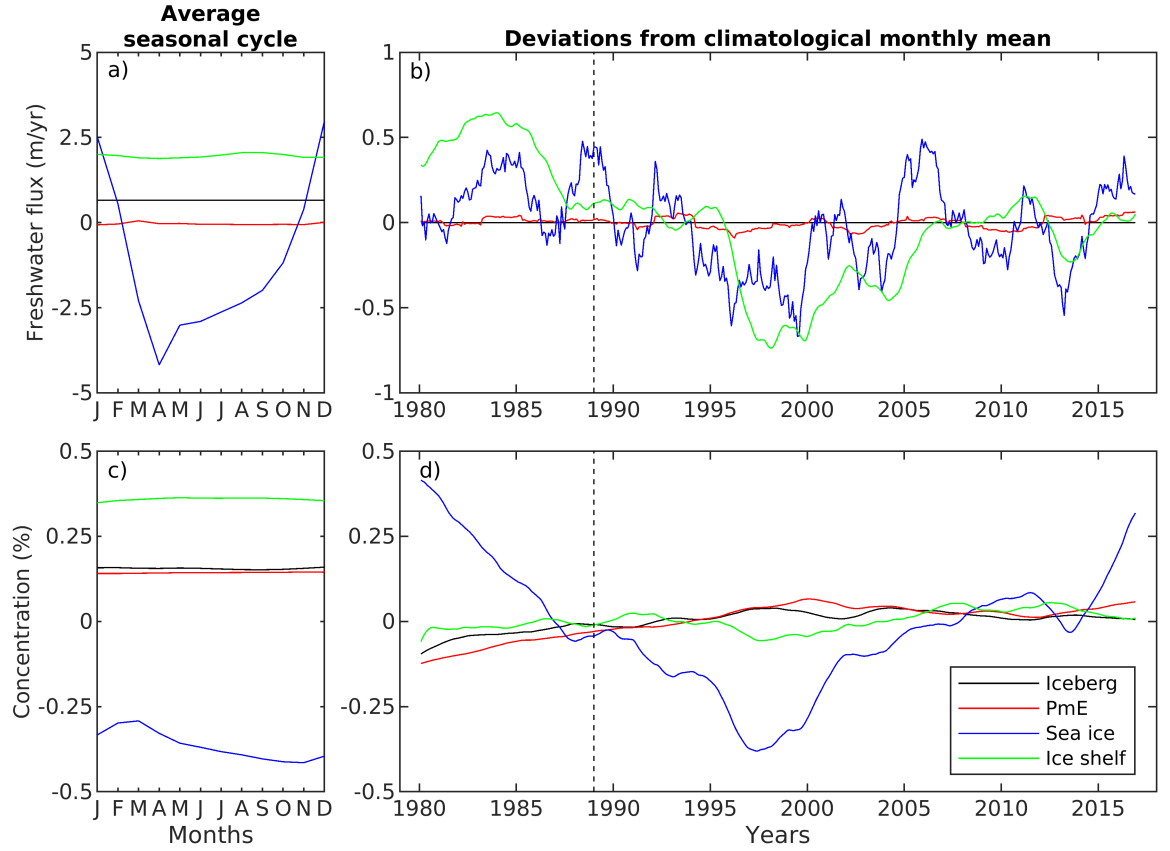 Average
seasonal cycle
Deviations from climatological monthly mean
a)
Freshwater flux (m/yr)
5
2.5
0
-2.5
-5
J F M A M J J A S O N D
b)
1
0.5
0
-0.5
-1
1980 1985 1990 1995 2000 2005 2010 2015
c)
Concentration (%)
0.5
0.25
0
-0.25
-0.5
J F M A M J J A S O N D
Months
d)
0.5
0.25
0
-0.25
-0.5
1980 1985 1990 1995 2000 2005 2010 2015
Years
Iceberg
PmE
Sea ice
Ice shelf